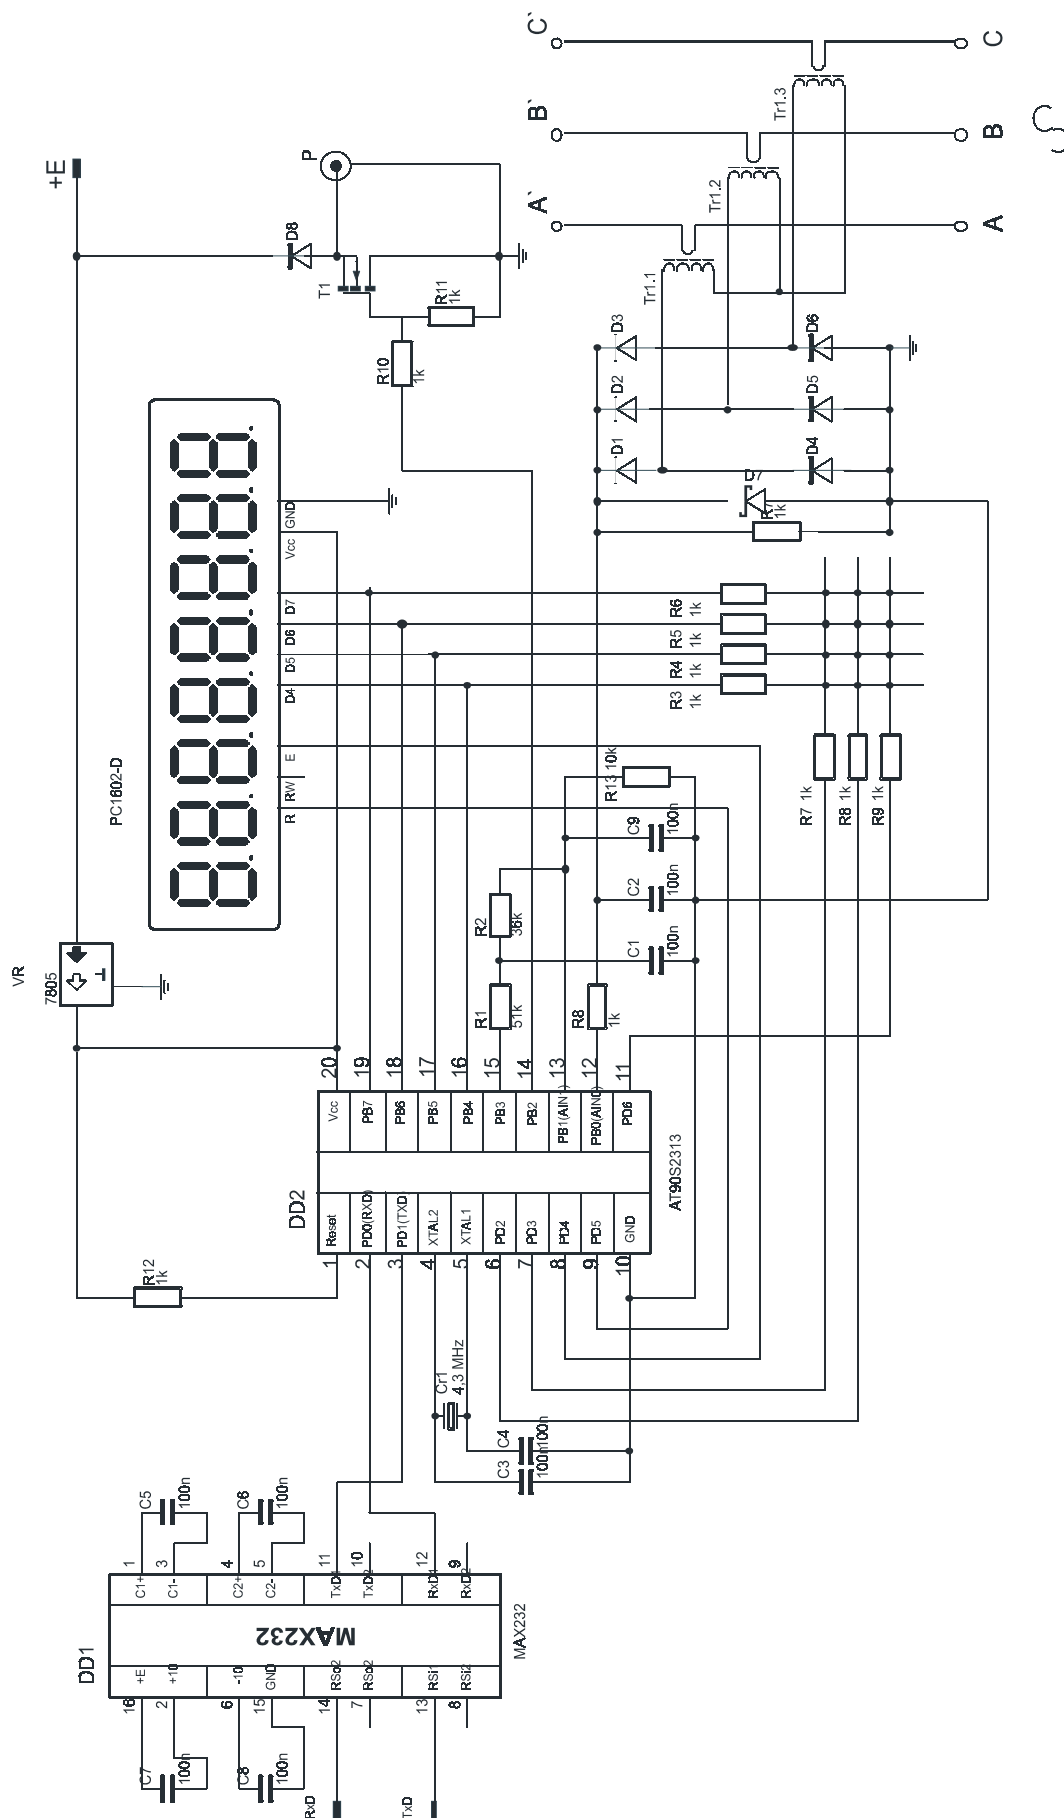 C`
C
Tr1.3
B`
B
Tr1.2
A`
A
Tr1.1
+E
P
D8
T1
R11
1k
R10
1k
D3
D6
D2
D5
D1
D4
D7
1k
GND
Vcc
D7
D6
D5
D4
E
RW
R
PC1602-D
R6
1k
R5
1k
R4
1k
R3
1k
R13 10k
R7 1k
R8 1k
R9 1k
C9
100n
C2
100n
C1
100n
R2
36k
R1
51k
R8
1k
VR
7805
20
19
18
17
16
15
14
13
12
11
Vcc
PB7
PB6
PB5
PB4
PB3
PB2
PB1(AIN1)
PB0(AIN0)
PD6
DD2
AT90S2313
Reset
PD0(RXD)
PD1(TXD)
XTAL2
XTAL1
PD2
PD3
PD4
PD5
GND
1
2
3
4
5
6
7
8
9
10
R12
1k
Cr1
4,3 MHz
C4
100n
C3
100n
C5
100n
C6
100n
1
3
4
5
11
10
12
9
C1+
C1-
C2+
C2-
TxD1
TxD2
RxD1
RxD2
DD1
MAX232
MAX232
+E
+10
-10
GND
RSo2
RSo2
RSi1
RSi2
16
2
6
15
14
7
13
8
C7
100n
C8
100n
RxD
TxD